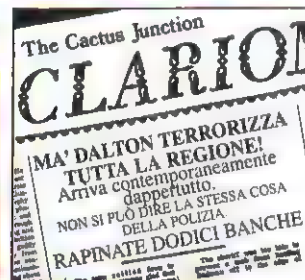 The Cactus Junction
CLARION
MA' DALTON TERRORIZZA
TUTTA LA REGIONE!
Arriva contemporaneamente
dappertutto.
NON SI PUÒ DIRE LA STESSA COSA
DELLA POLIZIA.
RAPINATE DODICI BANCHE